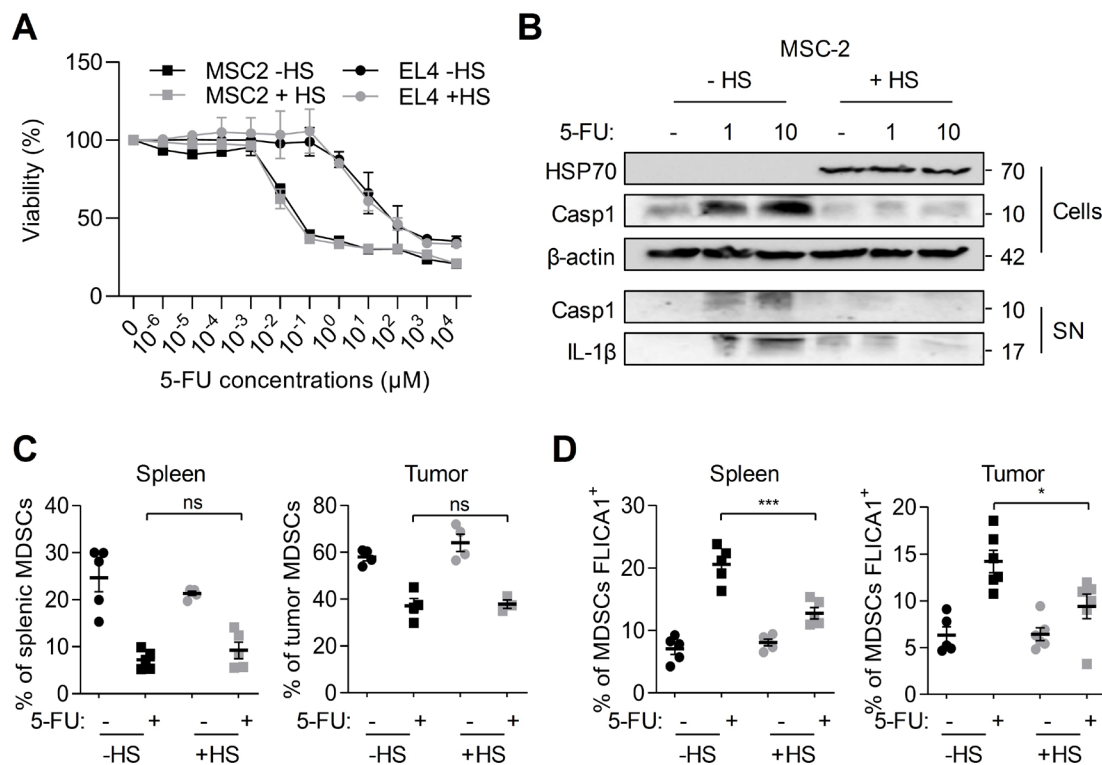 A
150
100
50
0
Viability (%)
MSC2 -HS
MSC2 + HS
EL4 -HS
EL4 +HS
0 10⁻⁶ 10⁻⁵ 10⁻⁴ 10⁻³ 10⁻² 10⁻¹ 10⁰ 10¹ 10² 10³ 10⁴
5-FU concentrations (µM)
B
MSC-2
- HS + HS
5-FU: - 1 10 - 1 10
HSP70 - 70
Casp1 - 10
β-actin - 42
Cells
Casp1 - 10
IL-1β - 17
SN
C
Spleen
% of splenic MDSCs
40
30
20
10
0
ns
5-FU: - + - +
-HS +HS
Tumor
% of tumor MDSCs
80
60
40
20
0
ns
5-FU: - + - +
-HS +HS
D
Spleen
% of MDSCs FLICA1⁺
30
20
10
0
***
5-FU: - + - +
-HS +HS
Tumor
% of MDSCs FLICA1⁺
20
15
10
5
0
*
5-FU: - + - +
-HS +HS